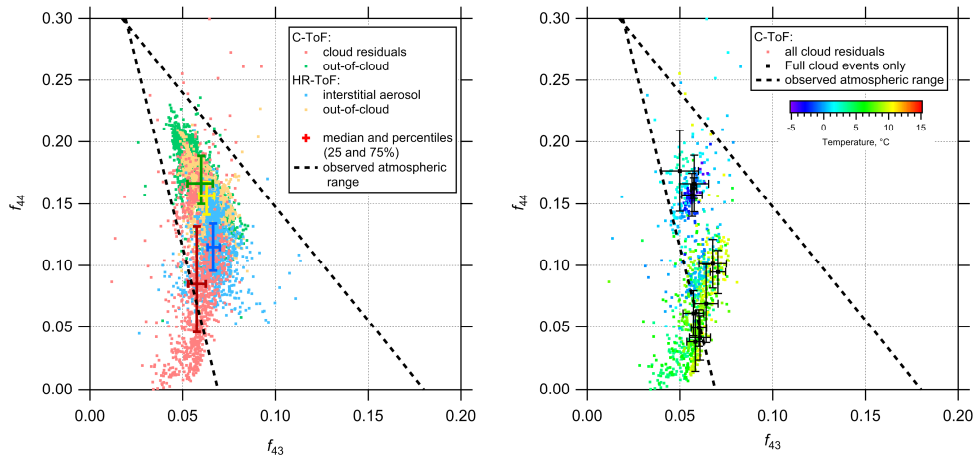 0.30
0.25
0.20
0.15
0.10
0.05
0.00
f44
0.00
0.05
0.10
0.15
0.20
f43
C-ToF:
cloud residuals
out-of-cloud
HR-ToF:
interstitial aerosol
out-of-cloud
median and percentiles
(25 and 75%)
observed atmospheric
range
0.30
0.25
0.20
0.15
0.10
0.05
0.00
f44
0.00
0.05
0.10
0.15
0.20
f43
C-ToF:
all cloud residuals
Full cloud events only
observed atmospheric range
-5
0
5
10
15
Temperature, °C